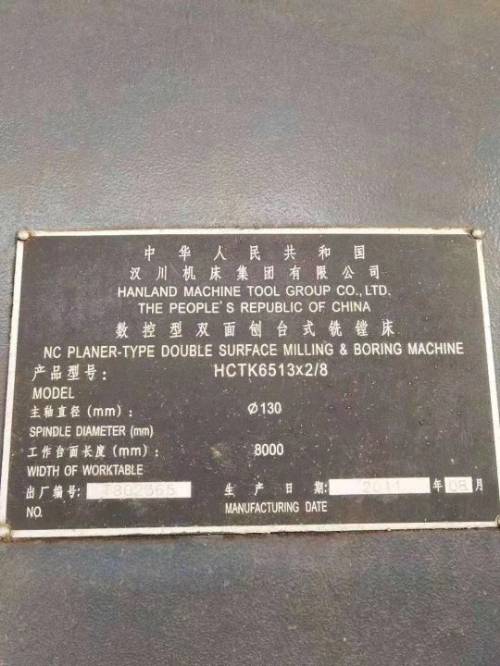 中华人民共和国
汉川机床集团有限公司
HANLAND MACHINE TOOL GROUP CO., LTD.
THE PEOPLE'S REPUBLIC OF CHINA
数控型双面刨台式铣镗床
NC PLANER-TYPE DOUBLE SURFACE MILLING & BORING MACHINE
产品型号： HCTK6513x2/8
MODEL
主轴直径（mm）： Ø130
SPINDLE DIAMETER (mm)
工作台面长度（mm）： 8000
WIDTH OF WORKTABLE
出厂编号： 生产日期： 2011 年 08 月
NO. MANUFACTURING DATE